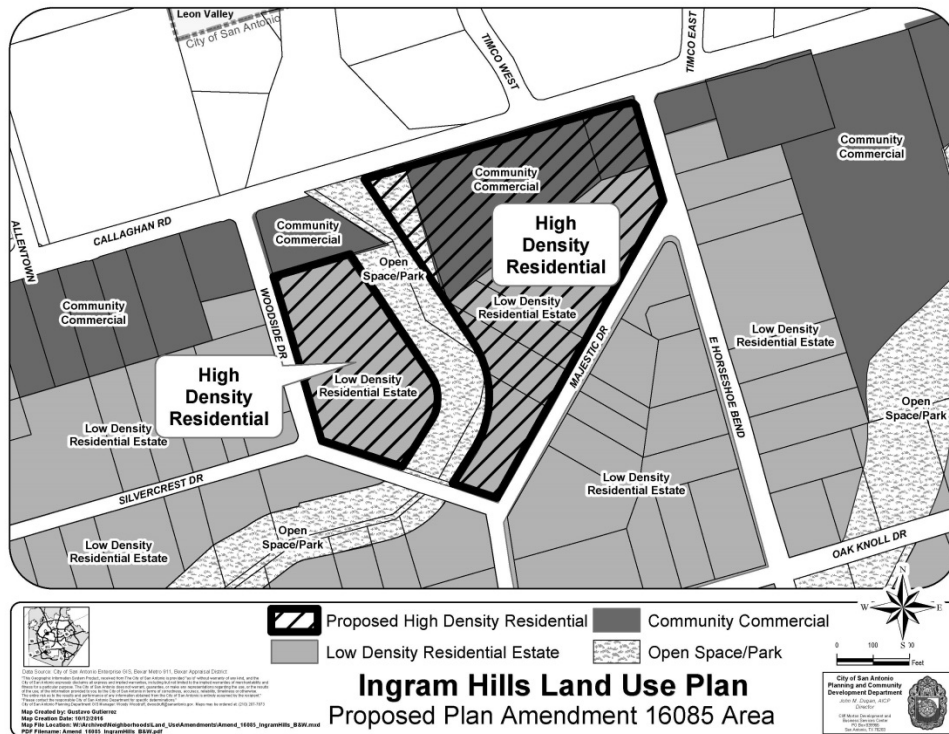 Leon Valley
City of San Antonio
TIMCO WEST
TIMCO EAST
Community
Commercial
Community
Commercial
ALLENTOWN
CALLAGHAN RD
High
Density
Residential
Community
Commercial
Open
Space/Park
Community
Commercial
WOODSIDE DR
Low Density
Residential Estate
MAJESTIC DR
E HORSESHOE BEND
Low Density
Residential Estate
High
Density
Residential
Low Density
Residential Estate
Open
Space/Park
Low Density
Residential Estate
SILVERCREST DR
Low Density
Residential Estate
Open
Space/Park
Low Density
Residential Estate
OAK KNOLL DR
N
W E
S
Proposed High Density Residential
Community Commercial
Low Density Residential Estate
Open Space/Park
0 100
Feet
Ingram Hills Land Use Plan
Proposed Plan Amendment 16085 Area
Map Created by: Gustavo Gutierrez
Map Creation Date: 10/12/2016
PDF Filename: Amend_16085_IngramHills_B&W.pdf
City of San Antonio
Planning and Community
Development Department